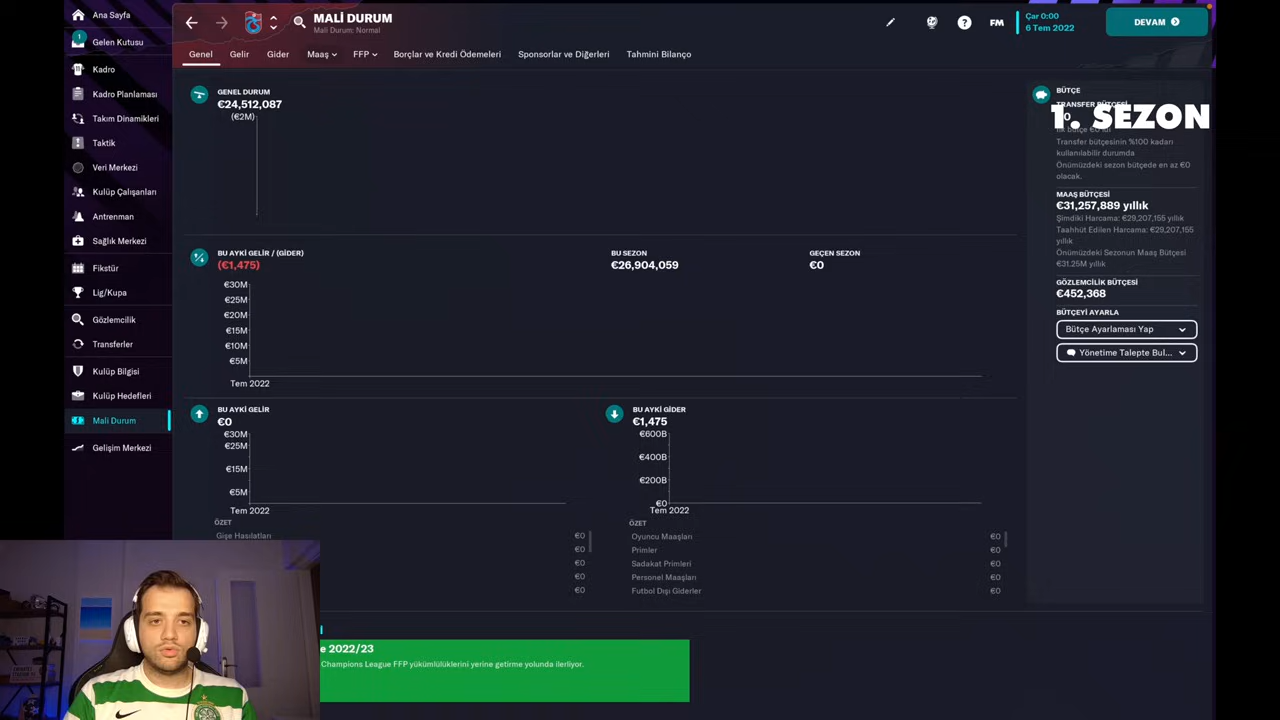 Ana Sayfa
1
Gelen Kutusu
Kadro
Kadro Planlaması
Takım Dinamikleri
Taktik
Veri Merkezi
Kulüp Çalışanları
Antrenman
Sağlık Merkezi
Fikstür
Lig/Kupa
Gözlemcilik
Transferler
Kulüp Bilgisi
Kulüp Hedefleri
Mali Durum
Gelişim Merkezi
MALİ DURUM
Mali Durum: Normal
FM
Çar 0:00
6 Tem 2022
DEVAM
Genel
Gelir
Gider
Maaş
FFP
Borçlar ve Kredi Ödemeleri
Sponsorlar ve Diğerleri
Tahmini Bilanço
GENEL DURUM
€24,512,087
(€2M)
BU AYKİ GELİR / (GİDER)
(€1,475)
BU SEZON
€26,904,059
GEÇEN SEZON
€0
€30M
€25M
€20M
€15M
€10M
€5M
Tem 2022
BU AYKİ GELİR
€0
€30M
€25M
€15M
€5M
Tem 2022
ÖZET
Gişe Hasılatları
€0
€0
€0
€0
€0
BU AYKİ GİDER
€1,475
€600B
€400B
€200B
€0
Tem 2022
ÖZET
Oyuncu Maaşları €0
Primler €0
Sadakat Primleri €0
Personel Maaşları €0
Futbol Dışı Giderler €0
BÜTÇE
TRANSFER BÜTÇESİ
1. SEZON
Transfer bütçesinin %100 kadarı
kullanılabilir durumda
Önümüzdeki sezon bütçede en az €0
olacak.
MAAŞ BÜTÇESİ
€31,257,889 yıllık
Şimdiki Harcama: €29,207,155 yıllık
Taahhüt Edilen Harcama: €29,207,155
yıllık
Önümüzdeki Sezonun Maaş Bütçesi
€31.25M yıllık
GÖZLEMCİLİK BÜTÇESİ
€452,368
BÜTÇEYİ AYARLA
Bütçe Ayarlaması Yap
Yönetime Talepte Bul...
e 2022/23
Champions League FFP yükümlülüklerini yerine getirme yolunda ilerliyor.